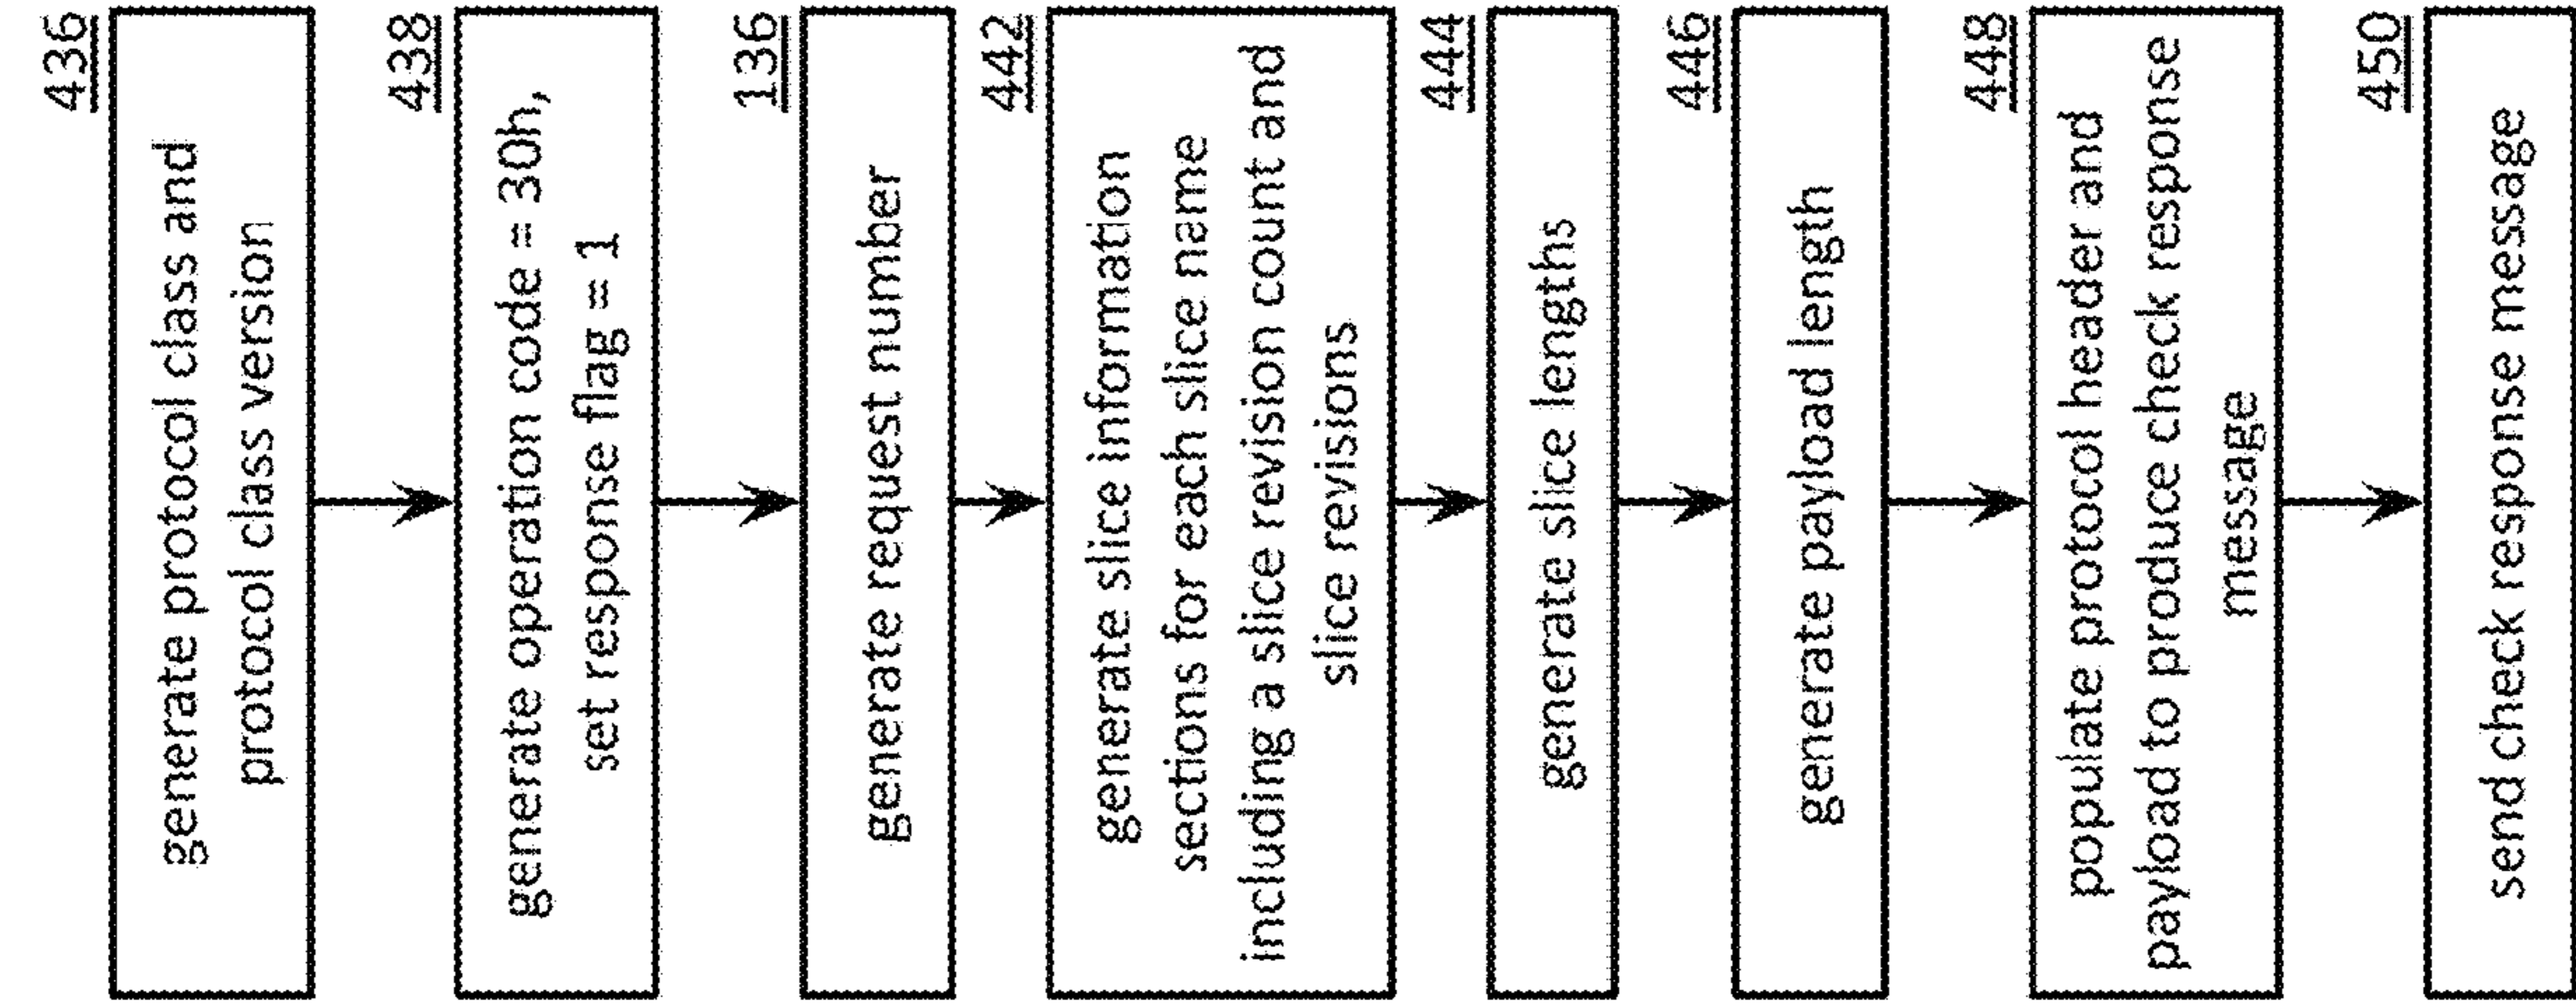 436
generate protocol class and
protocol class version
438
generate operation code = 30h,
set response flag = 1
136
generate request number
442
generate slice information
sections for each slice name
including a slice revision count and
slice revisions
444
generate slice lengths
446
generate payload length
448
populate protocol header and
payload to produce check response
message
450
send check response message